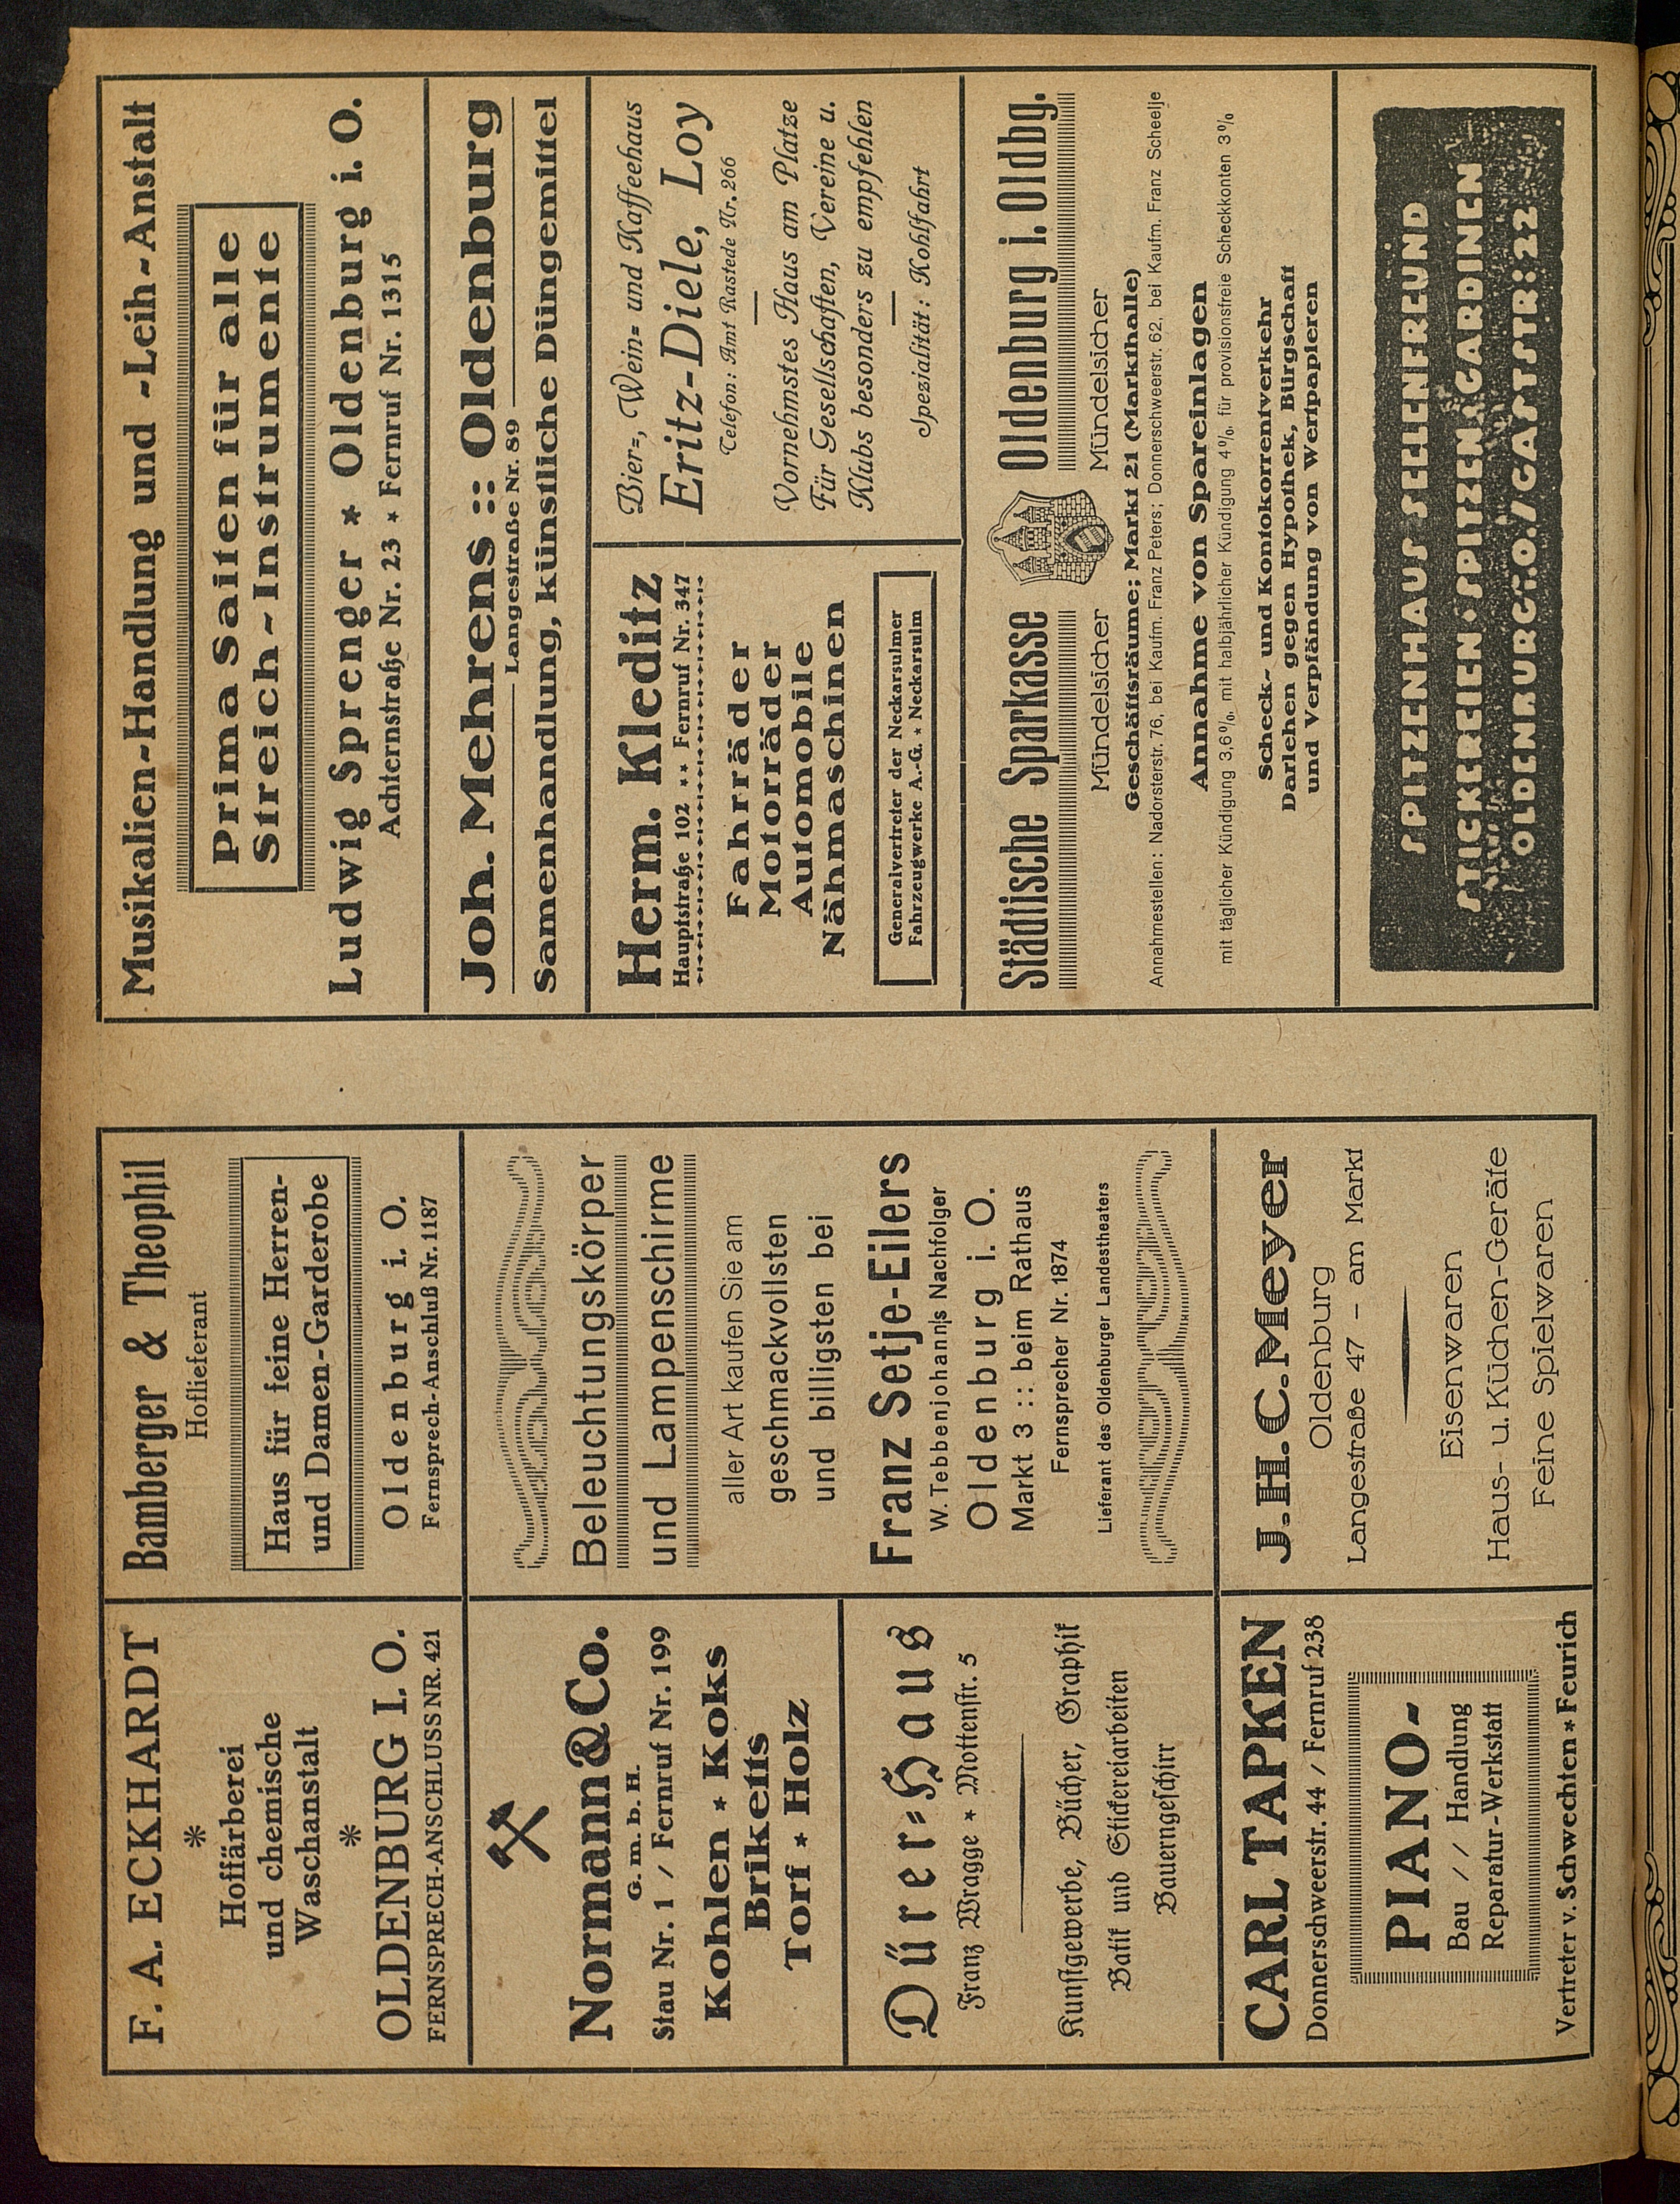 F. A. ECKHARDT
*
Hoffärberei
und chemische
Waschanstalt
*
OLDENBURG I. O.
FERNSPRECH-ANSCHLUSS NR. 421
Bamberger & Theophil
Hoflieferant
Haus für feine Herren-
und Damen-Garderobe
Oldenburg i. O.
Fernsprech-Anschluß Nr. 1187
Normann & Co.
G. m. b. H.
Stau Nr. 1 / Fernruf Nr. 199
Kohlen * Koks
Briketts
Torf * Holz
Dürer=Haus
Franz Wragge * Mottenstr. 5
Kunstgewerbe, Bücher, Graphik
Batik und Stickereiarbeiten
Bauerngeschirr
Beleuchtungskörper
und Lampenschirme
aller Art kaufen Sie am
geschmackvollsten
und billigsten bei
Franz Setje-Eilers
W. Tebbenjohanns Nachfolger
Oldenburg i. O.
Markt 3 :: beim Rathaus
Fernsprecher Nr. 1874
Lieferant des Oldenburger Landestheaters
CARL TAPKEN
Donnerschweerstr. 44 / Fernruf 238
PIANO-
Bau / / Handlung
Reparatur-Werkstatt
Vertreter v. Schwechten * Feurich
J. H. C. Meyer
Oldenburg
Langestraße 47 - am Markt
Eisenwaren
Haus- u. Küchen-Geräte
Feine Spielwaren
Musikalien-Handlung und -Leih-Anstalt
Prima Saiten für alle
Streich-Instrumente
Ludwig Sprenger * Oldenburg i. O.
Achternstraße Nr. 23 * Fernruf Nr. 1315
Joh. Mehrens :: Oldenburg
Langestraße Nr. 89
Samenhandlung, künstliche Düngemittel
Herm. Kleditz
Hauptstraße 102 ** Fernruf Nr. 347
Fahrräder
Motorräder
Automobile
Nähmaschinen
Generalvertreter der Neckarsulmer
Fahrzeugwerke A.-G. * Neckarsulm
Bier=, Wein= und Kaffeehaus
Eritz-Diele, Loy
Telefon: Amt Rastede Nr. 266
Vornehmstes Haus am Platze
Für Gesellschaften, Vereine u.
Klubs besonders zu empfehlen
Spezialität: Kohlfahrt
Städtische Sparkasse Oldenburg i. Oldbg.
Mündelsicher Mündelsicher
Geschäftsräume; Markt 21 (Markthalle)
Annahmestellen: Nadorsterstr. 76, bei Kaufm. Franz Peters; Donnerschweerstr. 62, bei Kaufm. Franz Scheelje
Annahme von Spareinlagen
mit täglicher Kündigung 3,6%, mit halbjährlicher Kündigung 4%, für provisionsfreie Scheckkonten 3%
Scheck- und Kontokorrentverkehr
Darlehen gegen Hypothek, Bürgschaft
und Verpfändung von Wertpapieren
SPITZENHAUS SEELENFREUND
STICKEREIEN·SPITZEN·GARDINEN
OLDENBURG i.O./GASTSTR: 22